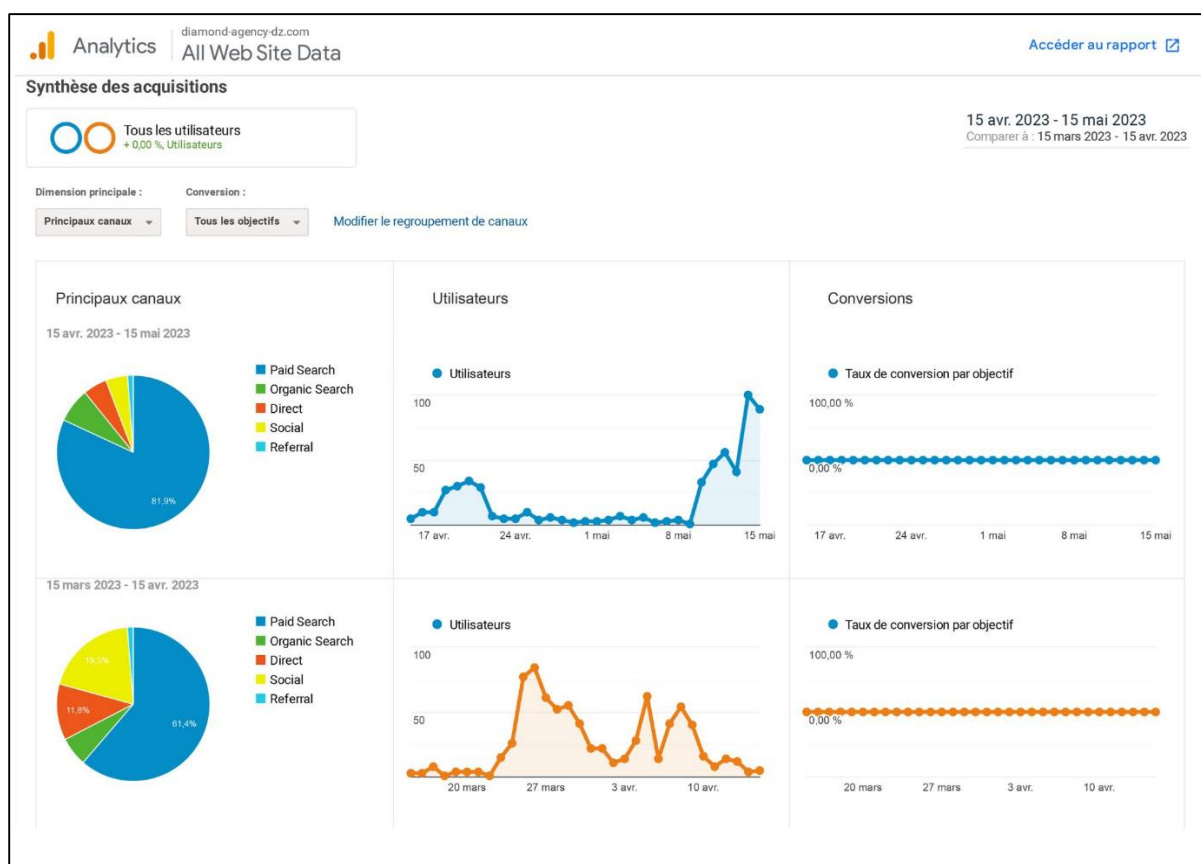 Analytics
diamond-agency-dz.com
All Web Site Data
Accéder au rapport
Synthèse des acquisitions
Tous les utilisateurs
+ 0,00 %, Utilisateurs
15 avr. 2023 - 15 mai 2023
Comparer à : 15 mars 2023 - 15 avr. 2023
Dimension principale :
Conversion :
Principaux canaux
Tous les objectifs
Modifier le regroupement de canaux
Principaux canaux
Utilisateurs
Conversions
15 avr. 2023 - 15 mai 2023
Paid Search
Organic Search
Direct
Social
Referral
81,9%
Utilisateurs
100
50
17 avr. 24 avr. 1 mai 8 mai 15 mai
Taux de conversion par objectif
100,00 %
0,00 %
17 avr. 24 avr. 1 mai 8 mai 15 mai
15 mars 2023 - 15 avr. 2023
Paid Search
Organic Search
Direct
Social
Referral
19,5%
11,8%
61,4%
Utilisateurs
100
50
20 mars 27 mars 3 avr. 10 avr.
Taux de conversion par objectif
100,00 %
0,00 %
20 mars 27 mars 3 avr. 10 avr.